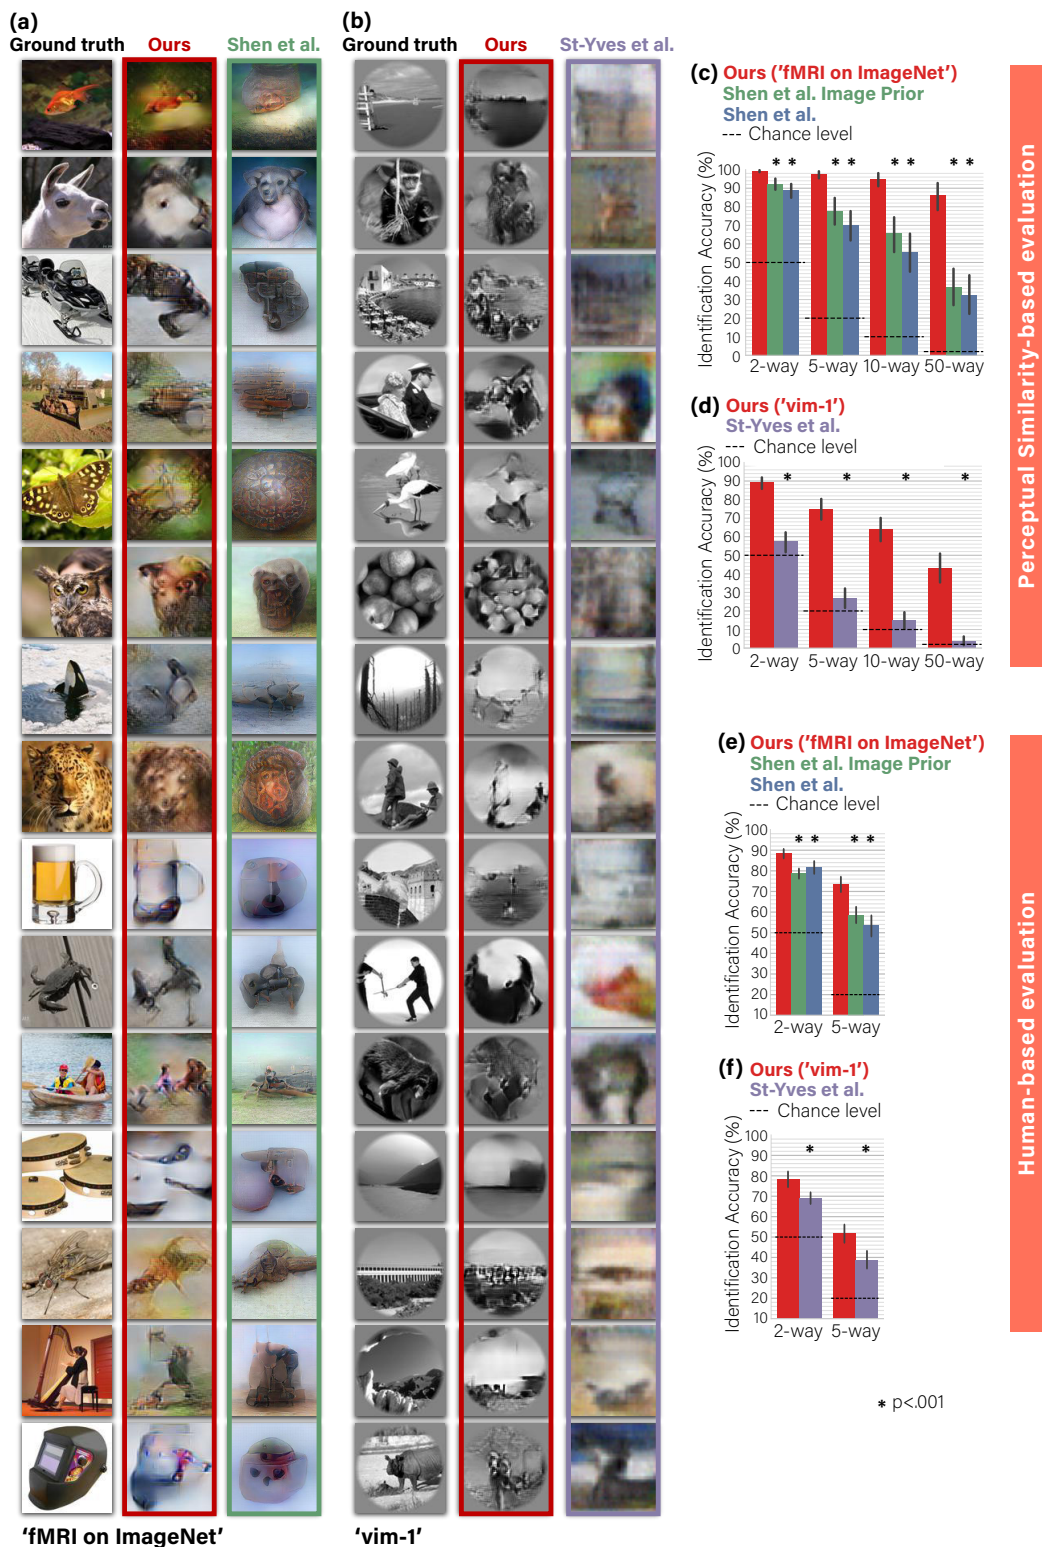 (a)
Ground truth Ours Shen et al.
'fMRI on ImageNet'
(b)
Ground truth Ours St-Yves et al.
'vim-1'
(c) Ours ('fMRI on ImageNet')
Shen et al. Image Prior
Shen et al.
--- Chance level
Identification Accuracy (%)
100
90
80
70
60
50
40
30
20
10
0
* * * * * * * *
2-way 5-way 10-way 50-way
(d) Ours ('vim-1')
St-Yves et al.
--- Chance level
Identification Accuracy (%)
100
90
80
70
60
50
40
30
20
10
0
* * * *
2-way 5-way 10-way 50-way
Perceptual Similarity-based evaluation
(e) Ours ('fMRI on ImageNet')
Shen et al. Image Prior
Shen et al.
--- Chance level
Identification Accuracy (%)
100
90
80
70
60
50
40
30
20
10
* * * *
2-way 5-way
(f) Ours ('vim-1')
St-Yves et al.
--- Chance level
Identification Accuracy (%)
100
90
80
70
60
50
40
30
20
10
* *
2-way 5-way
Human-based evaluation
* p<.001